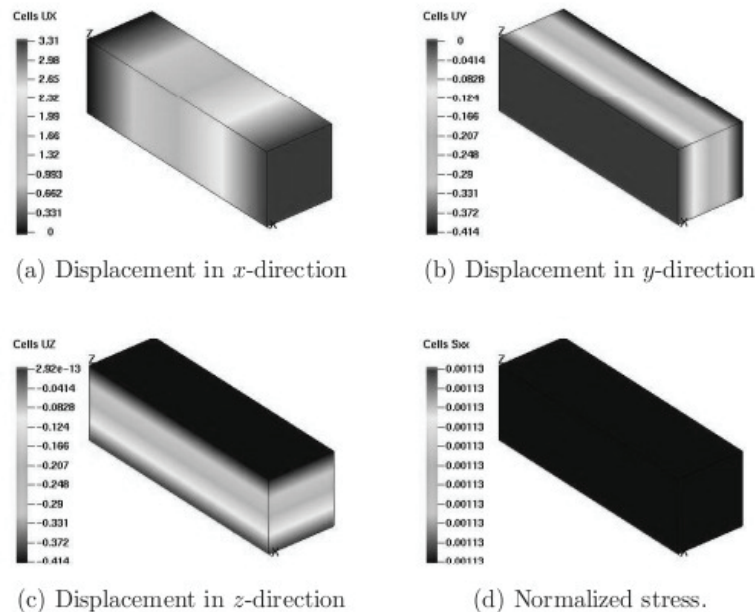 Cells UX
3.31
2.98
2.65
2.32
1.99
1.66
1.32
0.993
0.662
0.331
0
Z
X
(a) Displacement in x-direction
Cells UY
0
-0.0414
-0.0828
-0.124
-0.166
-0.207
-0.248
-0.29
-0.331
-0.372
-0.414
Z
X
(b) Displacement in y-direction
Cells UZ
2.92e-13
-0.0414
-0.0828
-0.124
-0.166
-0.207
-0.248
-0.29
-0.331
-0.372
-0.414
Z
X
(c) Displacement in z-direction
Cells Sxx
0.00113
0.00113
0.00113
0.00113
0.00113
0.00113
0.00113
0.00113
0.00113
0.00113
0.00113
Z
X
(d) Normalized stress.